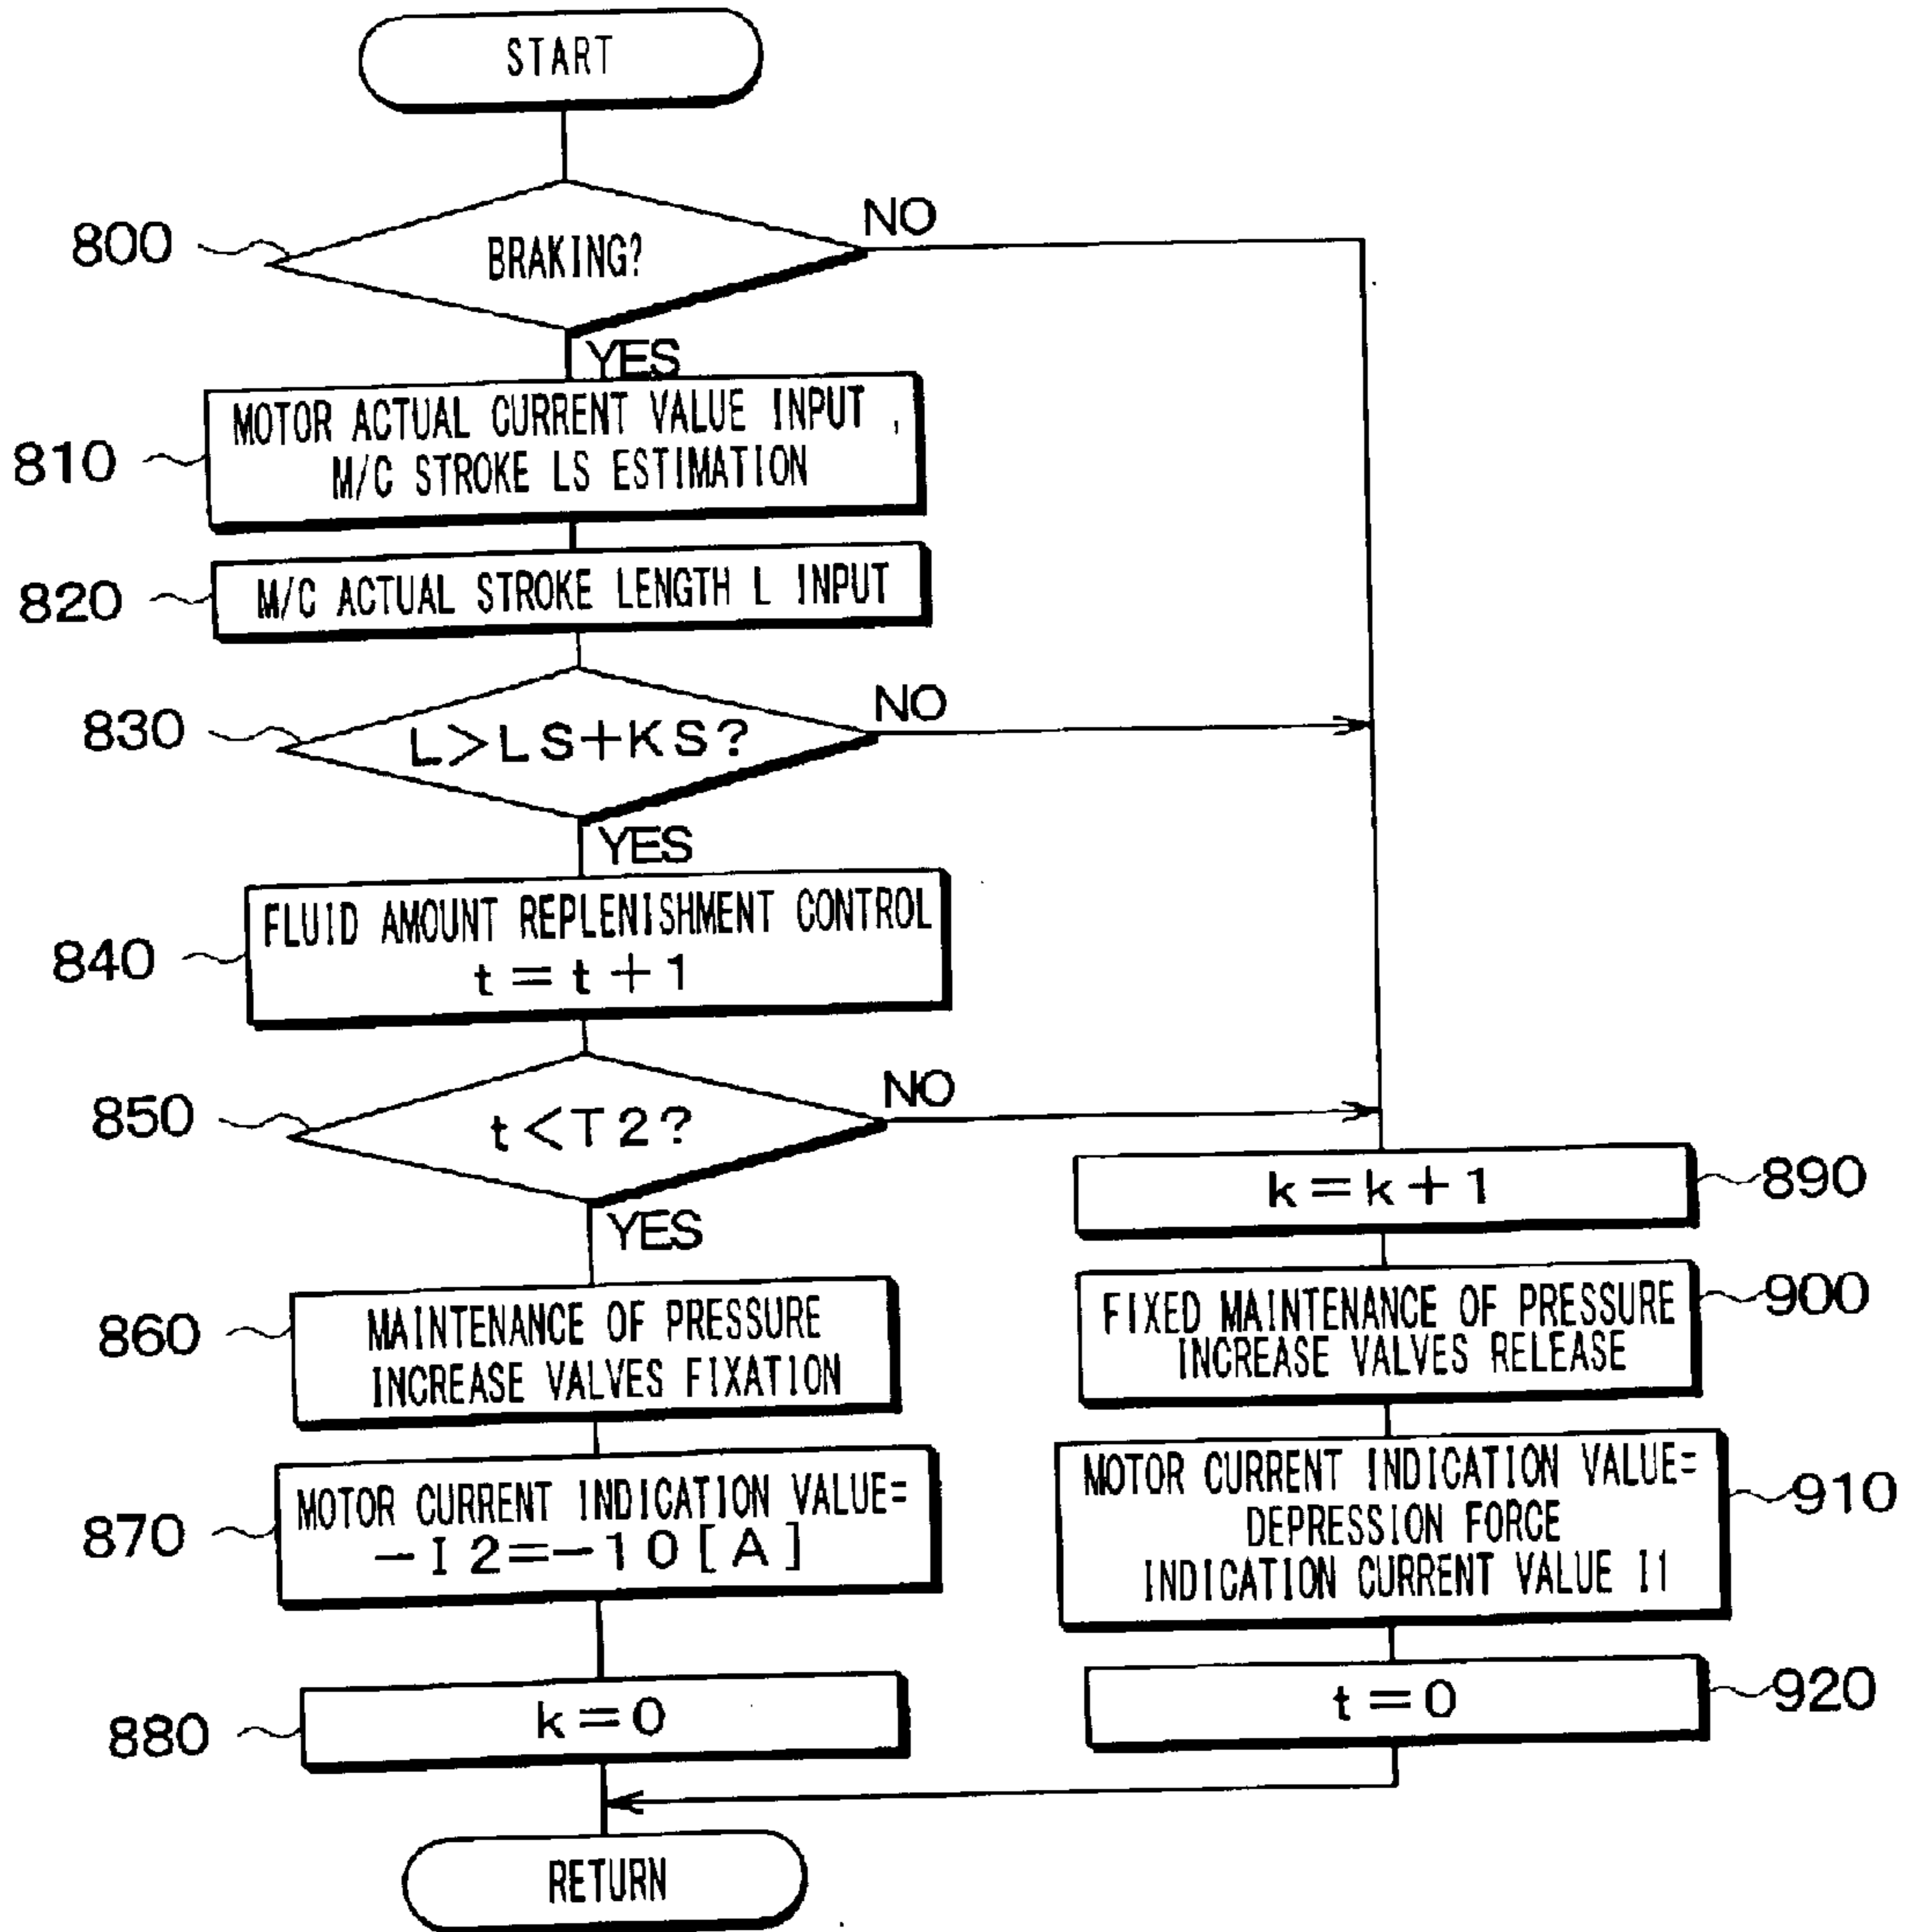 START
800
BRAKING?
NO
YES
810
MOTOR ACTUAL CURRENT VALUE INPUT,
M/C STROKE LS ESTIMATION
820
M/C ACTUAL STROKE LENGTH L INPUT
830
L>LS+KS?
NO
YES
840
FLUID AMOUNT REPLENISHMENT CONTROL
t=t+1
850
t<T2?
NO
YES
860
MAINTENANCE OF PRESSURE
INCREASE VALVES FIXATION
870
MOTOR CURRENT INDICATION VALUE=
-I2=-10[A]
880
k=0
k=k+1
890
FIXED MAINTENANCE OF PRESSURE
INCREASE VALVES RELEASE
900
MOTOR CURRENT INDICATION VALUE=
DEPRESSION FORCE
INDICATION CURRENT VALUE I1
910
t=0
920
RETURN